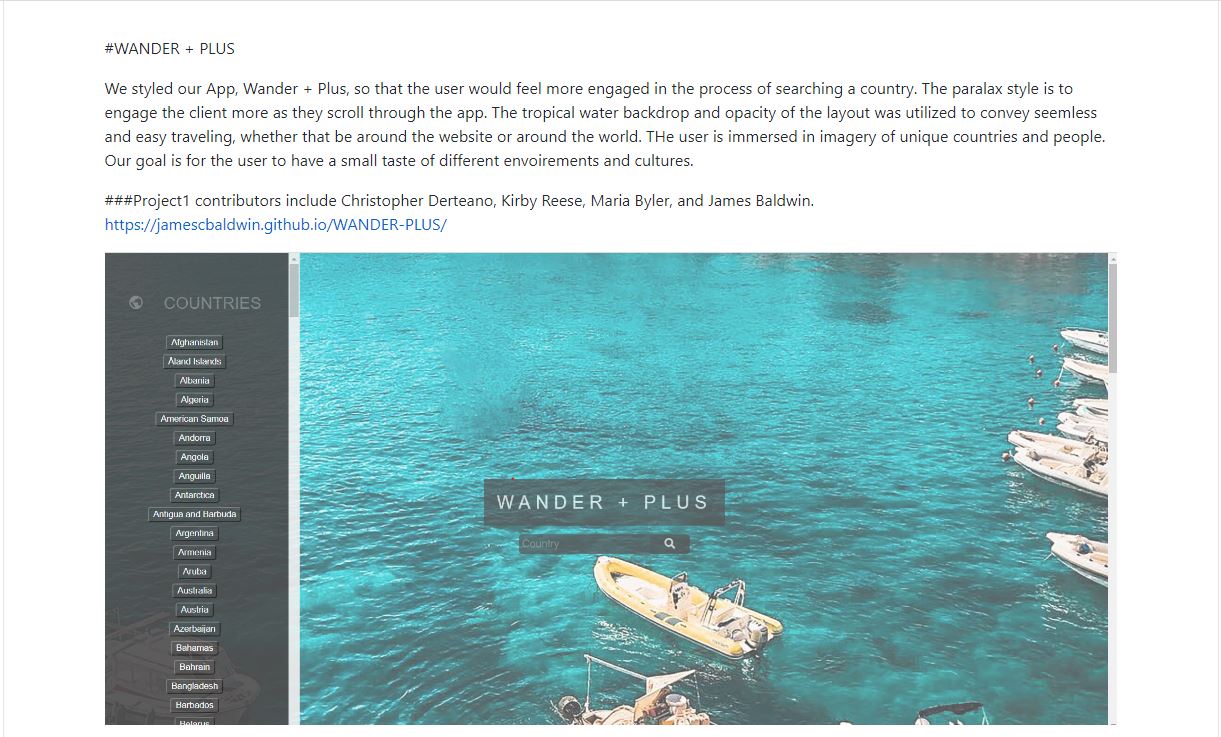 #WANDER + PLUS
We styled our App, Wander + Plus, so that the user would feel more engaged in the process of searching a country. The paralax style is to
engage the client more as they scroll through the app. The tropical water backdrop and opacity of the layout was utilized to convey seemless
and easy traveling, whether that be around the website or around the world. THe user is immersed in imagery of unique countries and people.
Our goal is for the user to have a small taste of different envoirements and cultures.
###Project1 contributors include Christopher Derteano, Kirby Reese, Maria Byler, and James Baldwin.
https://jamescbaldwin.github.io/WANDER-PLUS/
COUNTRIES
Afghanistan
Åland Islands
Albania
Algeria
American Samoa
Andorra
Angola
Anguilla
Antarctica
Antigua and Barbuda
Argentina
Armenia
Aruba
Australia
Austria
Azerbaijan
Bahamas
Bahrain
Bangladesh
Barbados
Belarus
WANDER + PLUS
Country